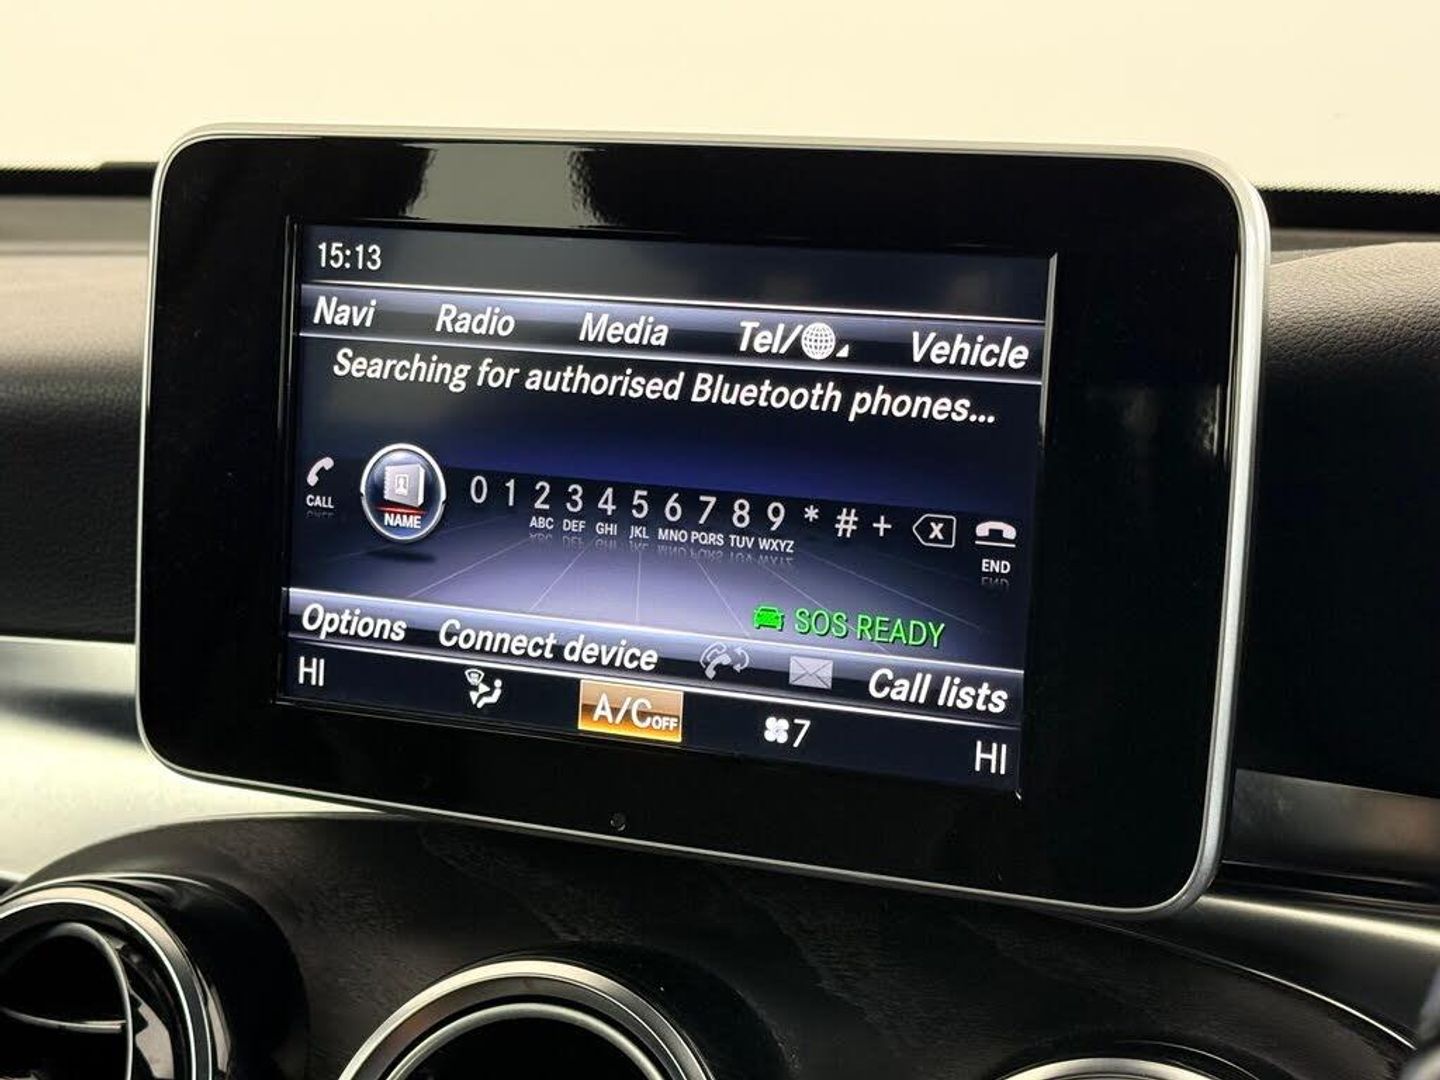 15:13
Navi Radio Media Tel/ Vehicle
Searching for authorised Bluetooth phones...
CALL NAME 0 1 2 3 4 5 6 7 8 9 * # + X END
ABC DEF GHI JKL MNO PQRS TUV WXYZ
SOS READY
Options Connect device Call lists
HI A/C OFF 7 HI